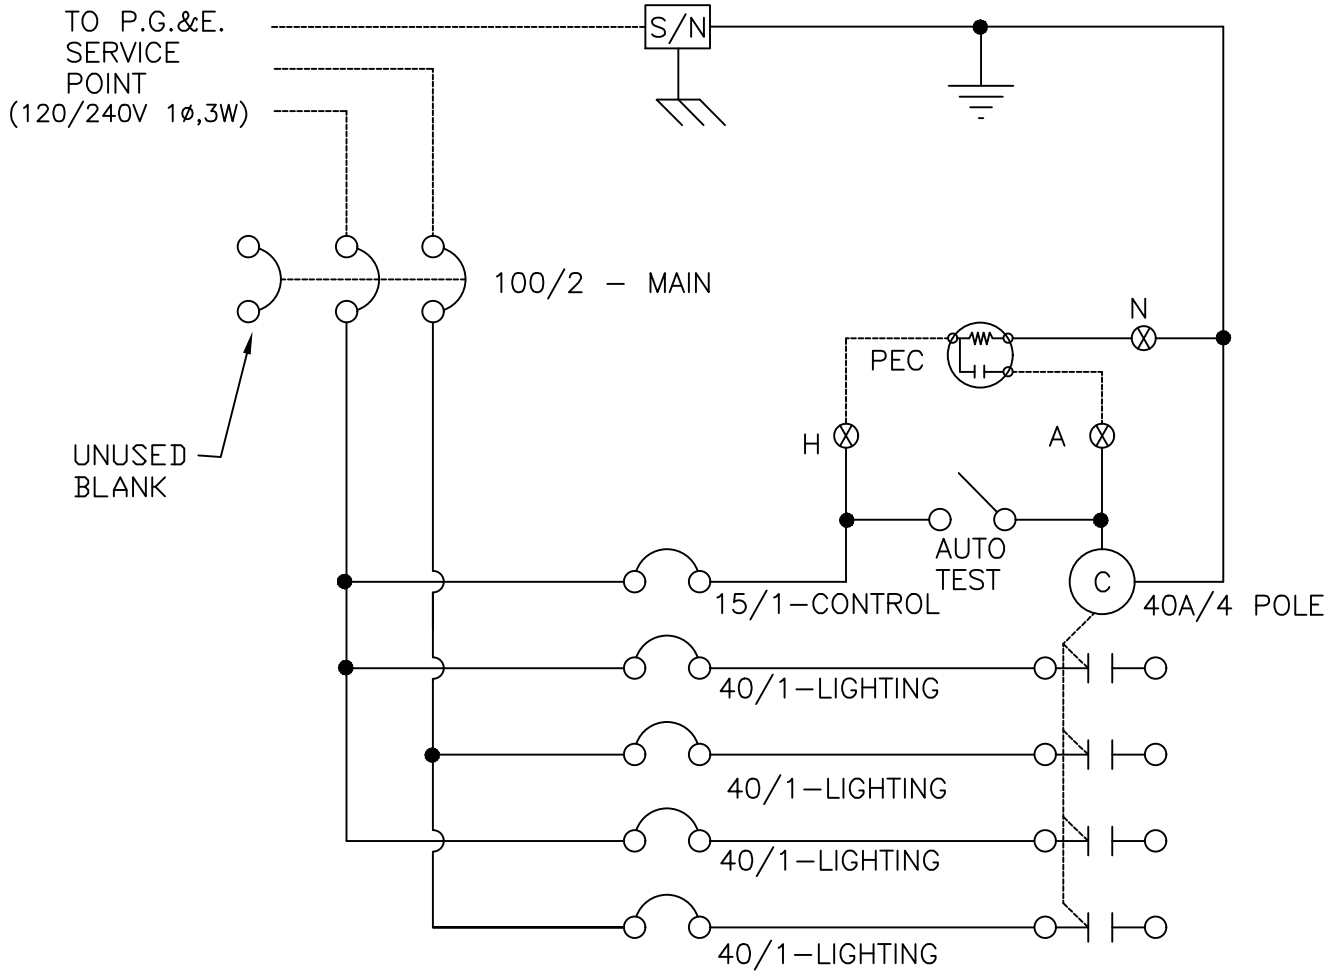 TO P.G.&E.
SERVICE
POINT
(120/240V 1ø,3W)
S/N
100/2 - MAIN
N
PEC
H
A
UNUSED
BLANK
AUTO
TEST
C
15/1-CONTROL
40A/4 POLE
40/1-LIGHTING
40/1-LIGHTING
40/1-LIGHTING
40/1-LIGHTING